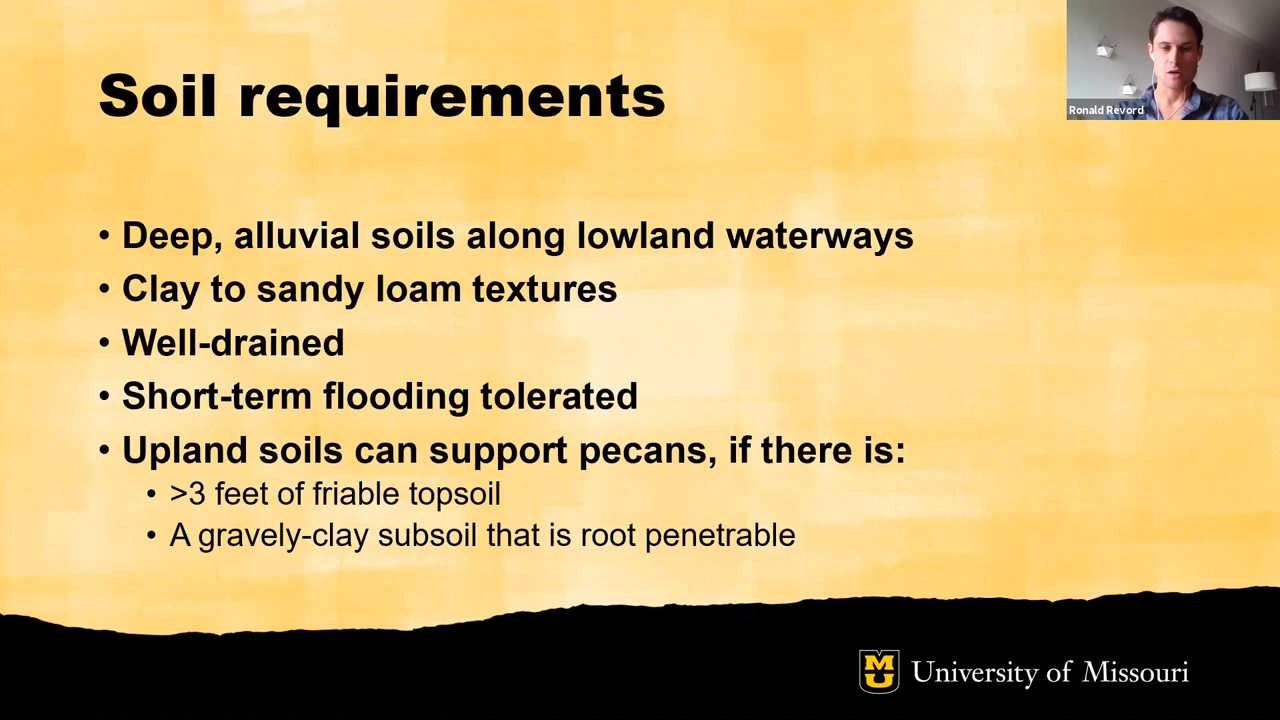 Soil requirements
Ronald Revord
• Deep, alluvial soils along lowland waterways
• Clay to sandy loam textures
• Well-drained
• Short-term flooding tolerated
• Upland soils can support pecans, if there is:
• >3 feet of friable topsoil
• A gravely-clay subsoil that is root penetrable
MU University of Missouri